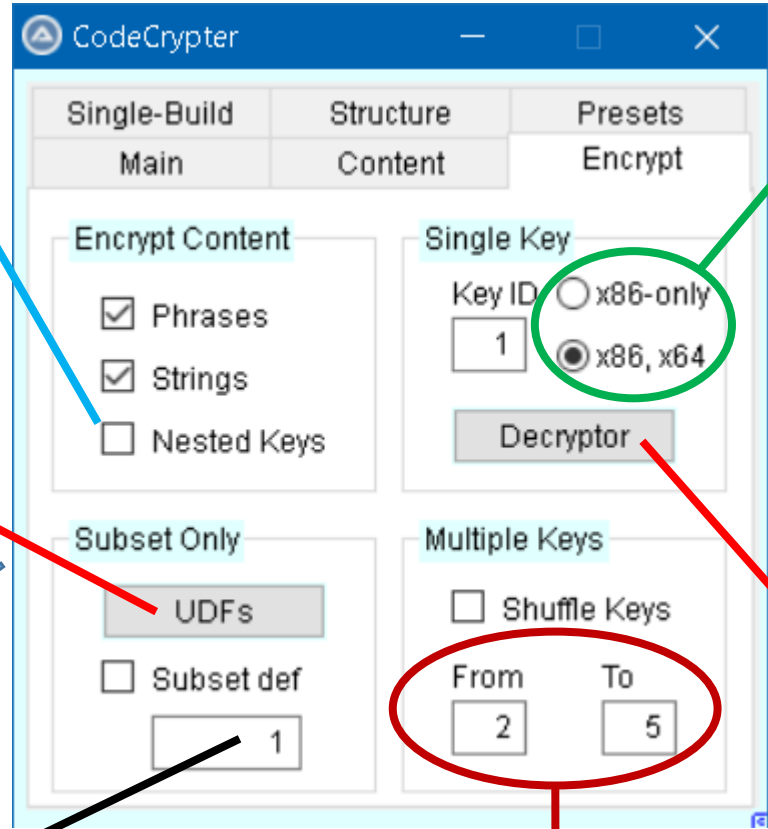 CodeCrypter
Single-Build Structure Presets
Main Content Encrypt
Encrypt Content
Phrases
Strings
Nested Keys
Single Key
Key ID x86-only
1 x86, x64
Decryptor
Subset Only
UDFs
Subset def
1
Multiple Keys
Shuffle Keys
From To
2 5